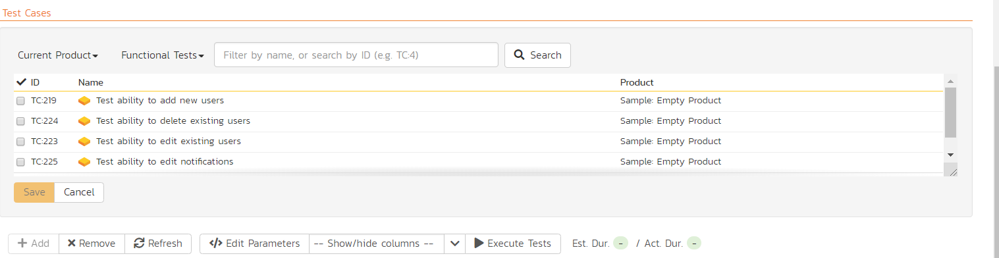 Test Cases
Current Product Functional Tests Filter by name, or search by ID (e.g. TC:4) Search
ID Name Product
TC:219 Test ability to add new users Sample: Empty Product
TC:224 Test ability to delete existing users Sample: Empty Product
TC:223 Test ability to edit existing users Sample: Empty Product
TC:225 Test ability to edit notifications Sample: Empty Product
Save Cancel
Add Remove Refresh Edit Parameters -- Show/hide columns -- Execute Tests Est. Dur. - / Act. Dur. -